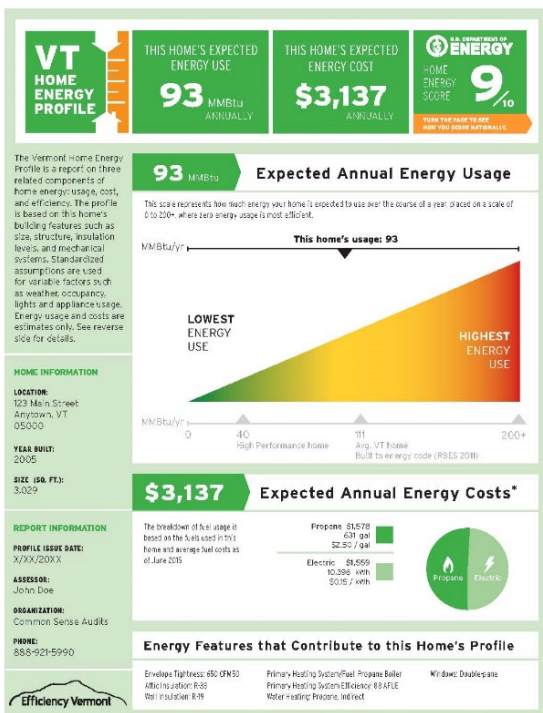 VT
HOME
ENERGY
PROFILE
THIS HOME'S EXPECTED
ENERGY USE
93 MMBtu
ANNUALLY
THIS HOME'S EXPECTED
ENERGY COST
$3,137
ANNUALLY
U.S. DEPARTMENT OF
ENERGY
HOME
ENERGY
SCORE
9/10
TURN THE PAGE TO SEE
HOW YOU SCORE NATIONALLY.
The Vermont Home Energy
Profile is a report on three
related components of
home energy: usage, cost,
and efficiency. The profile
is based on this home's
building features such as
size, structure, insulation
levels, and mechanical
systems. Standardized
assumptions are used
for variable factors such
as weather, occupancy,
lights and appliance usage.
Energy usage and costs are
estimates only. See reverse
side for details.
HOME INFORMATION
LOCATION:
123 Main Street
Anytown, VT
05000
YEAR BUILT:
2005
SIZE (SQ. FT.):
3,029
REPORT INFORMATION
PROFILE ISSUE DATE:
X/XX/20XX
ASSESSOR:
John Doe
ORGANIZATION:
Common Sense Audits
PHONE:
888-921-5990
Efficiency Vermont
93 MMBtu
Expected Annual Energy Usage
This scale represents how much energy your home is expected to use over the course of a year, placed on a scale of
0 to 200+, where zero energy usage is most efficient.
This home's usage: 93
MMBtu/yr
LOWEST
ENERGY
USE
HIGHEST
ENERGY
USE
MMBtu/yr
0 40 111 200+
High Performance home
Avg. VT home
Built to energy code (RBES 2011)
$3,137
Expected Annual Energy Costs*
The breakdown of fuel usage is
based on the fuels used in this
home and average fuel costs as
of June 2015.
Propane $1,578
631 gal
$2.50 / gal
Electric $1,559
10,396 kWh
$0.15 / kWh
Propane
Electric
Energy Features that Contribute to this Home's Profile
Envelope Tightness: 650 CFM50
Attic Insulation: R-38
Wall Insulation: R-19
Primary Heating System/Fuel: Propane Boiler
Primary Heating System Efficiency: 88 AFUE
Water Heating: Propane, Indirect
Windows: Double-pane